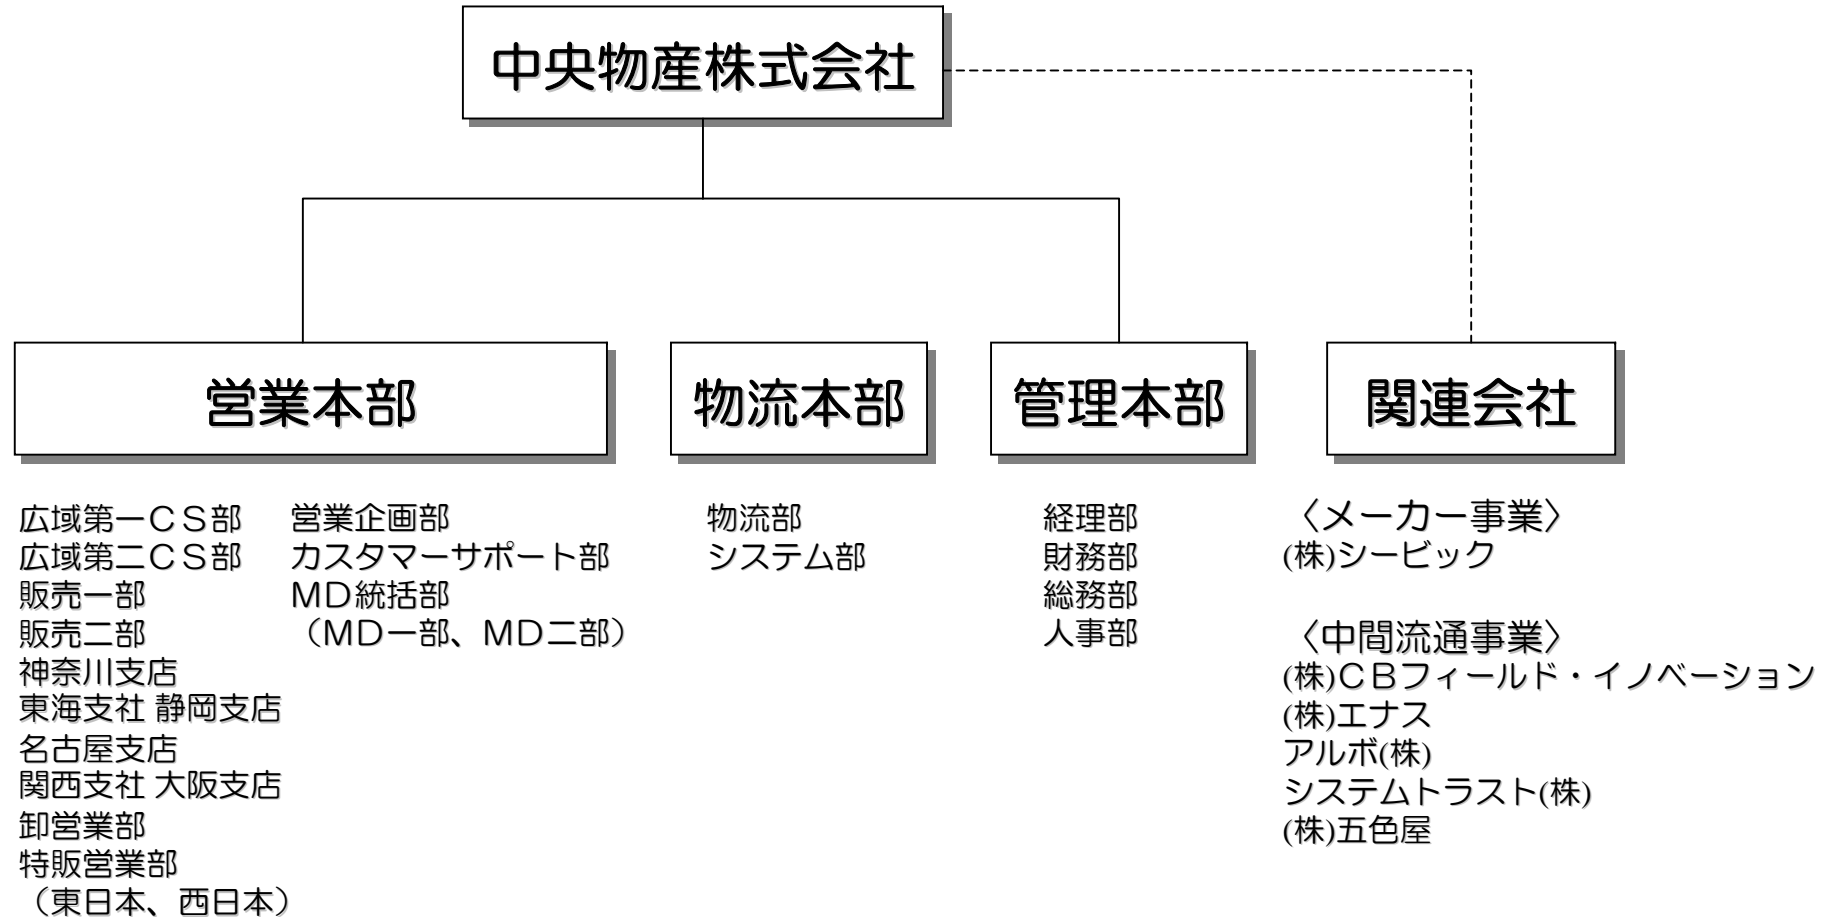 中央物産株式会社
営業本部
広域第一ＣＳ部
広域第二ＣＳ部
販売一部
販売二部
神奈川支店
東海支社 静岡支店
名古屋支店
関西支社 大阪支店
卸営業部
特販営業部
（東日本、西日本）
営業企画部
カスタマーサポート部
ＭＤ統括部
（ＭＤ一部、ＭＤ二部）
物流本部
物流部
システム部
管理本部
経理部
財務部
総務部
人事部
関連会社
〈メーカー事業〉
(株)シービック
〈中間流通事業〉
(株)ＣＢフィールド・イノベーション
(株)エナス
アルボ(株)
システムトラスト(株)
(株)五色屋